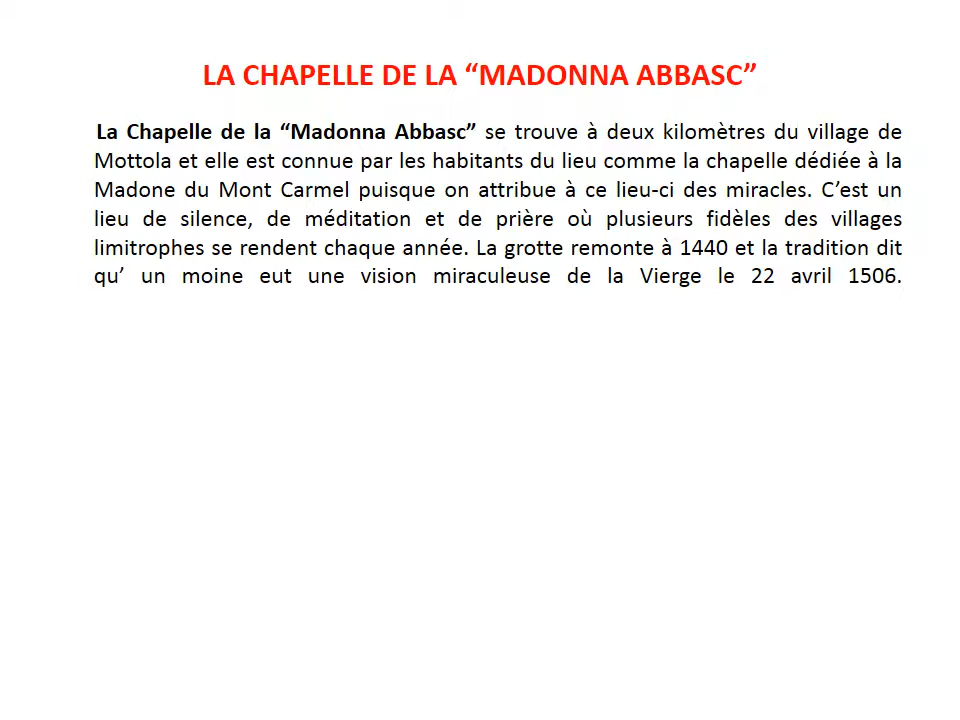 LA CHAPELLE DE LA “MADONNA ABBASC”
La Chapelle de la “Madonna Abbasc” se trouve à deux kilomètres du village de
Mottola et elle est connue par les habitants du lieu comme la chapelle dédiée à la
Madone du Mont Carmel puisque on attribue à ce lieu-ci des miracles. C’est un
lieu de silence, de méditation et de prière où plusieurs fidèles des villages
limitrophes se rendent chaque année. La grotte remonte à 1440 et la tradition dit
qu’ un moine eut une vision miraculeuse de la Vierge le 22 avril 1506.